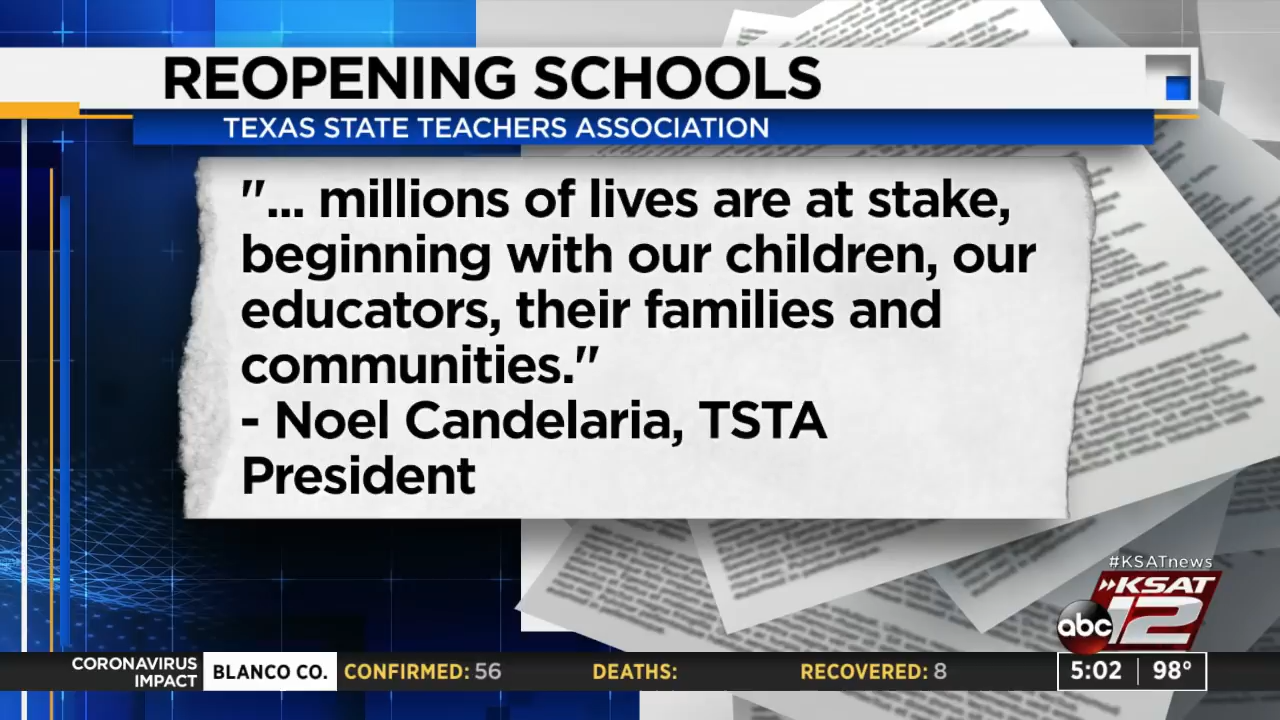 REOPENING SCHOOLS
TEXAS STATE TEACHERS ASSOCIATION
"... millions of lives are at stake,
beginning with our children, our
educators, their families and
communities."
- Noel Candelaria, TSTA
President
#KSATnews
KSAT
abc 12
CORONAVIRUS
IMPACT
BLANCO CO. CONFIRMED: 56 DEATHS: RECOVERED: 8
5:02 98°